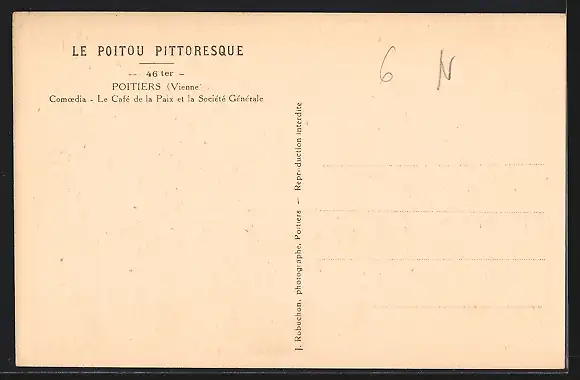 LE POITOU PITTORESQUE
-- 46 ter -
POITIERS (Vienne)
Comœdia - Le Café de la Paix et la Société Générale
J. Robuchon, photographe, Poitiers — Reproduction interdite
6 N